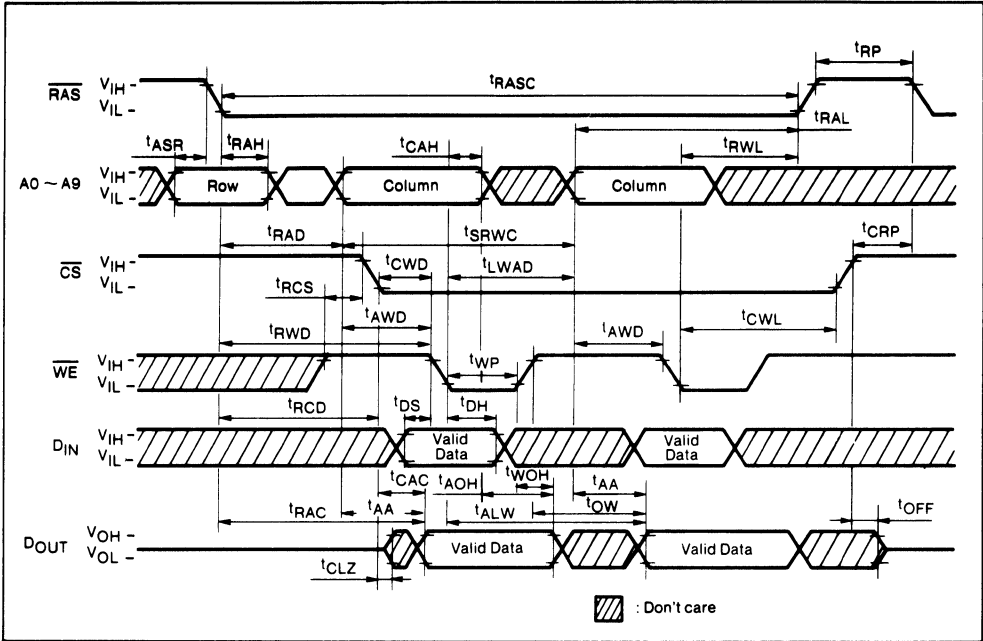 tRP
RAS
VIH -
VIL -
tRASC
tRAL
tASR
tRAH
tCAH
tRWL
A0 ~ A9
VIH -
VIL -
Row
Column
Column
tRAD
tSRWC
tCRP
CS
VIH -
VIL -
tCWD
tLWAD
tRCS
tAWD
tCWL
tRWD
tAWD
WE
VIH -
VIL -
tWP
tRCD
tDS
tDH
DIN
VIH -
VIL -
Valid
Data
Valid
Data
tCAC
tAOH
tWOH
tAA
tAA
tOW
tOFF
tRAC
tALW
DOUT
VOH -
VOL -
Valid Data
Valid Data
tCLZ
: Don't care